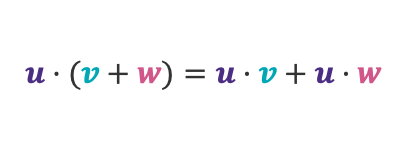 u · (v + w) = u · v + u · w